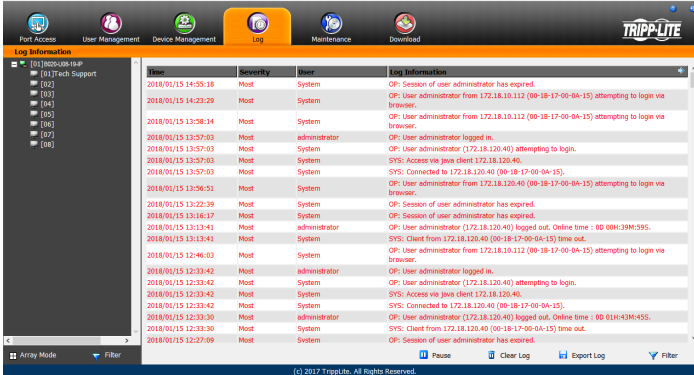 Port Access User Management Device Management Log Maintenance Download
TRIPP·LITE
Log Information
[01]B020-U08-19-IP
[01]Tech Support
[02]
[03]
[04]
[05]
[06]
[07]
[08]
Time Severity User Log Information
2018/01/15 14:55:18 Most System OP: Session of user administrator has expired.
2018/01/15 14:23:29 Most System OP: User administrator from 172.18.10.112 (00-1B-17-00-0A-15) attempting to login via
browser.
2018/01/15 13:58:14 Most System OP: User administrator from 172.18.10.112 (00-1B-17-00-0A-15) attempting to login via
browser.
2018/01/15 13:57:03 Most administrator OP: User administrator logged in.
2018/01/15 13:57:03 Most System OP: User administrator (172.18.120.40) attempting to login.
2018/01/15 13:57:03 Most System SYS: Access via java client 172.18.120.40.
2018/01/15 13:57:03 Most System SYS: Connected to 172.18.120.40 (00-1B-17-00-0A-15).
2018/01/15 13:56:51 Most System OP: User administrator from 172.18.120.40 (00-1B-17-00-0A-15) attempting to login via
browser.
2018/01/15 13:22:39 Most System OP: Session of user administrator has expired.
2018/01/15 13:16:17 Most System OP: Session of user administrator has expired.
2018/01/15 13:13:41 Most administrator OP: User administrator (172.18.120.40) logged out. Online time : 0D 00H:39M:59S.
2018/01/15 13:13:41 Most System SYS: Client from 172.18.120.40 (00-1B-17-00-0A-15) time out.
2018/01/15 12:46:03 Most System OP: User administrator from 172.18.120.40 (00-1B-17-00-0A-15) attempting to login via
browser.
2018/01/15 12:33:42 Most administrator OP: User administrator logged in.
2018/01/15 12:33:42 Most System OP: User administrator (172.18.120.40) attempting to login.
2018/01/15 12:33:42 Most System SYS: Access via java client 172.18.120.40.
2018/01/15 12:33:42 Most System SYS: Connected to 172.18.120.40 (00-1B-17-00-0A-15).
2018/01/15 12:33:30 Most administrator OP: User administrator (172.18.120.40) logged out. Online time : 0D 01H:43M:45S.
2018/01/15 12:33:30 Most System SYS: Client from 172.18.120.40 (00-1B-17-00-0A-15) time out.
2018/01/15 12:27:09 Most System OP: Session of user administrator has expired.
Array Mode Filter Pause Clear Log Export Log Filter
(c) 2017 TrippLite. All Rights Reserved.